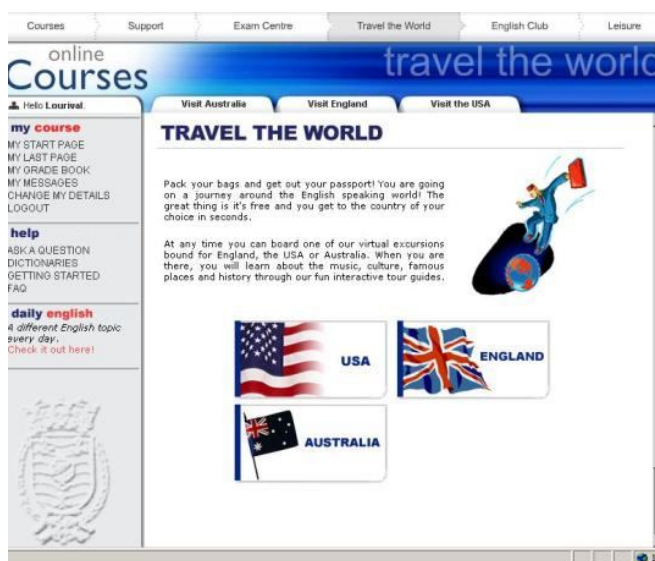 Courses Support Exam Centre Travel the World English Club Leisure
online
Courses
travel the world
Hello Lourival.
Visit Australia Visit England Visit the USA
my course
MY START PAGE
MY LAST PAGE
MY GRADE BOOK
MY MESSAGES
CHANGE MY DETAILS
LOGOUT
help
ASK A QUESTION
DICTIONARIES
GETTING STARTED
FAQ
daily english
A different English topic
every day.
Check it out here!
TRAVEL THE WORLD
Pack your bags and get out your passport! You are going
on a journey around the English speaking world! The
great thing is it's free and you get to the country of your
choice in seconds.
At any time you can board one of our virtual excursions
bound for England, the USA or Australia. When you are
there, you will learn about the music, culture, famous
places and history through our fun interactive tour guides.
USA
ENGLAND
AUSTRALIA